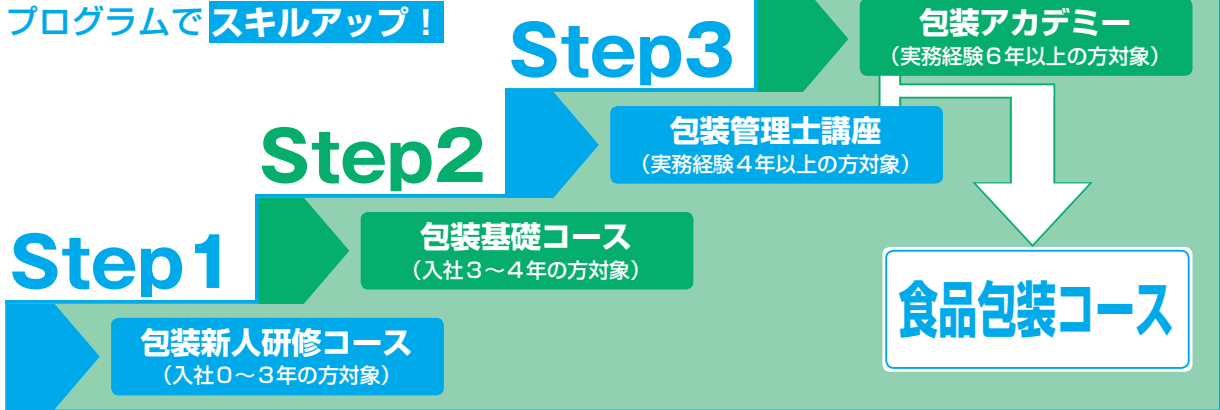 プログラムで スキルアップ！
Step3
包装アカデミー
（実務経験６年以上の方対象）
包装管理士講座
（実務経験４年以上の方対象）
Step2
包装基礎コース
（入社３～４年の方対象）
Step1
食品包装コース
包装新人研修コース
（入社０～３年の方対象）